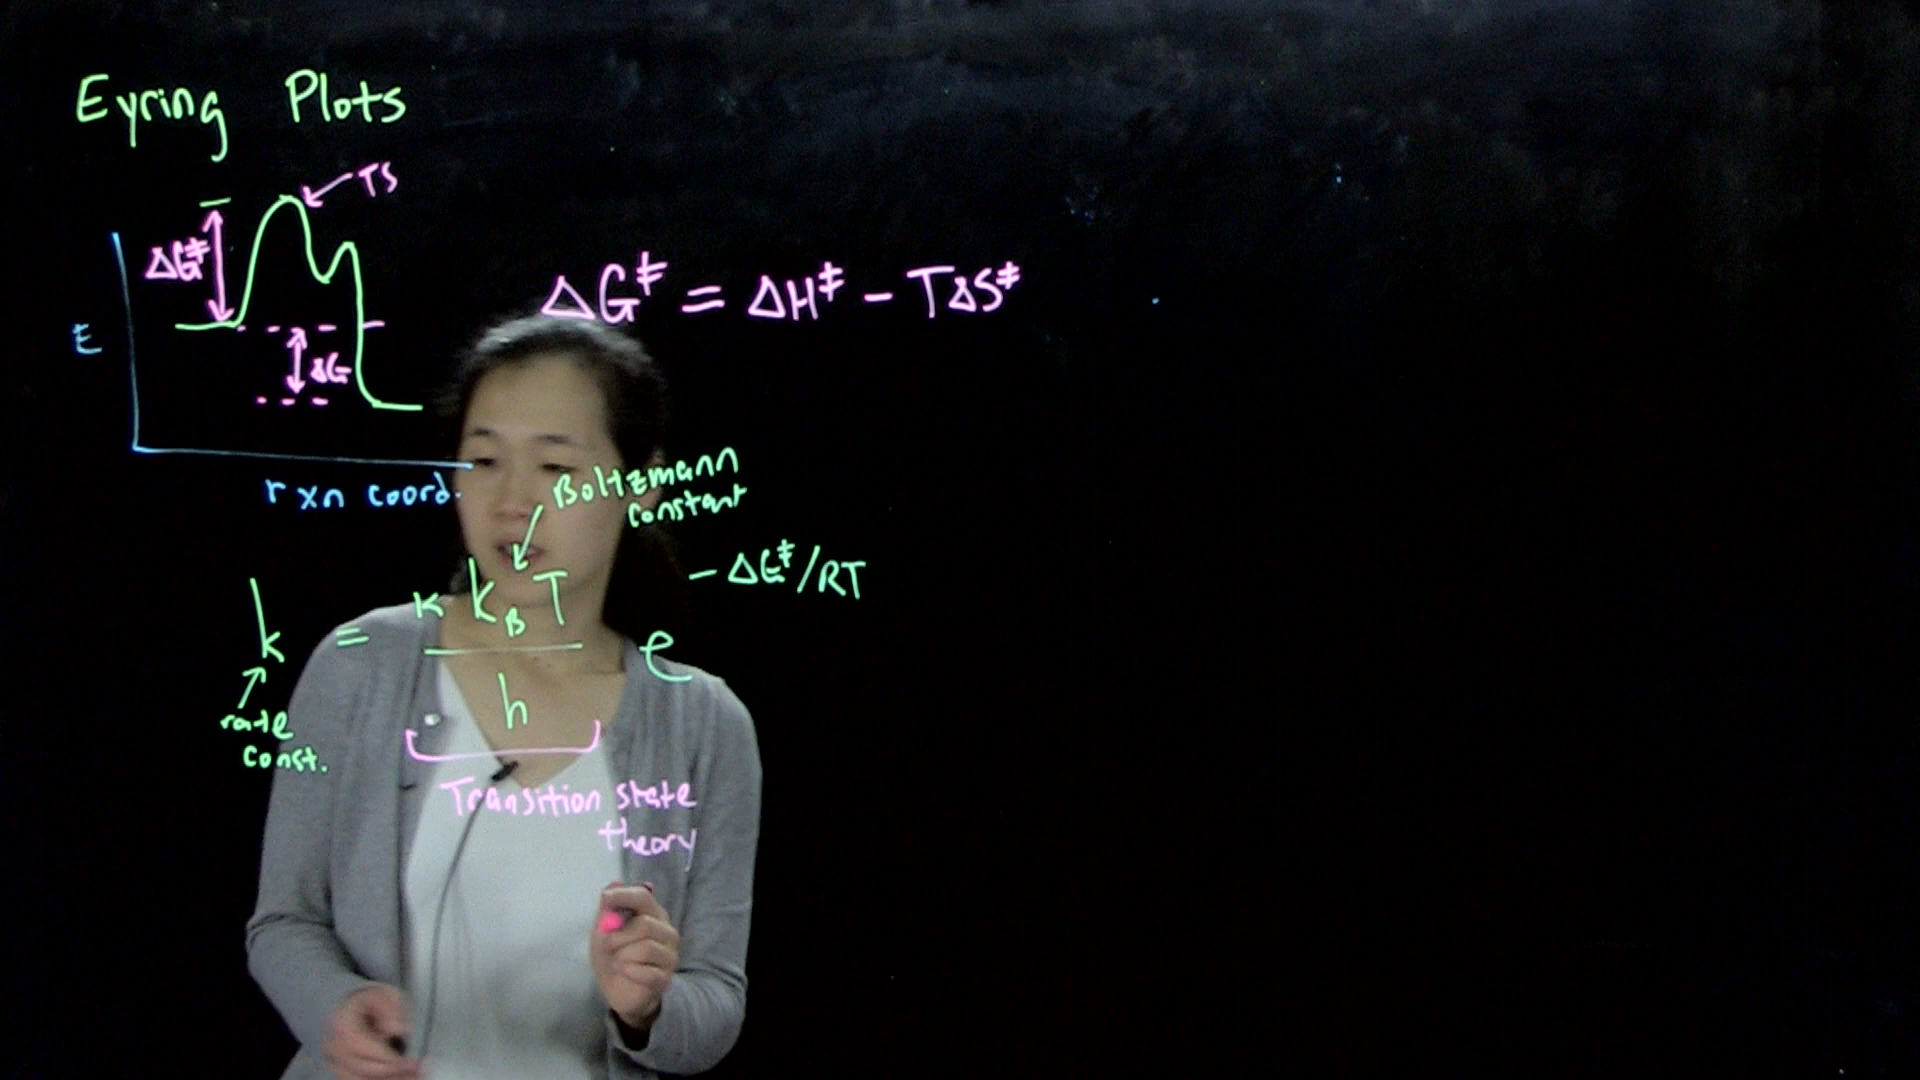 Eyring Plots
TS
ΔG‡
E
ΔG
rxn coord.
ΔG‡ = ΔH‡ - TΔS‡
Boltzmann
constant
k = κ k_B T / h e^(-ΔG‡/RT)
rate
const.
Transition state
theory